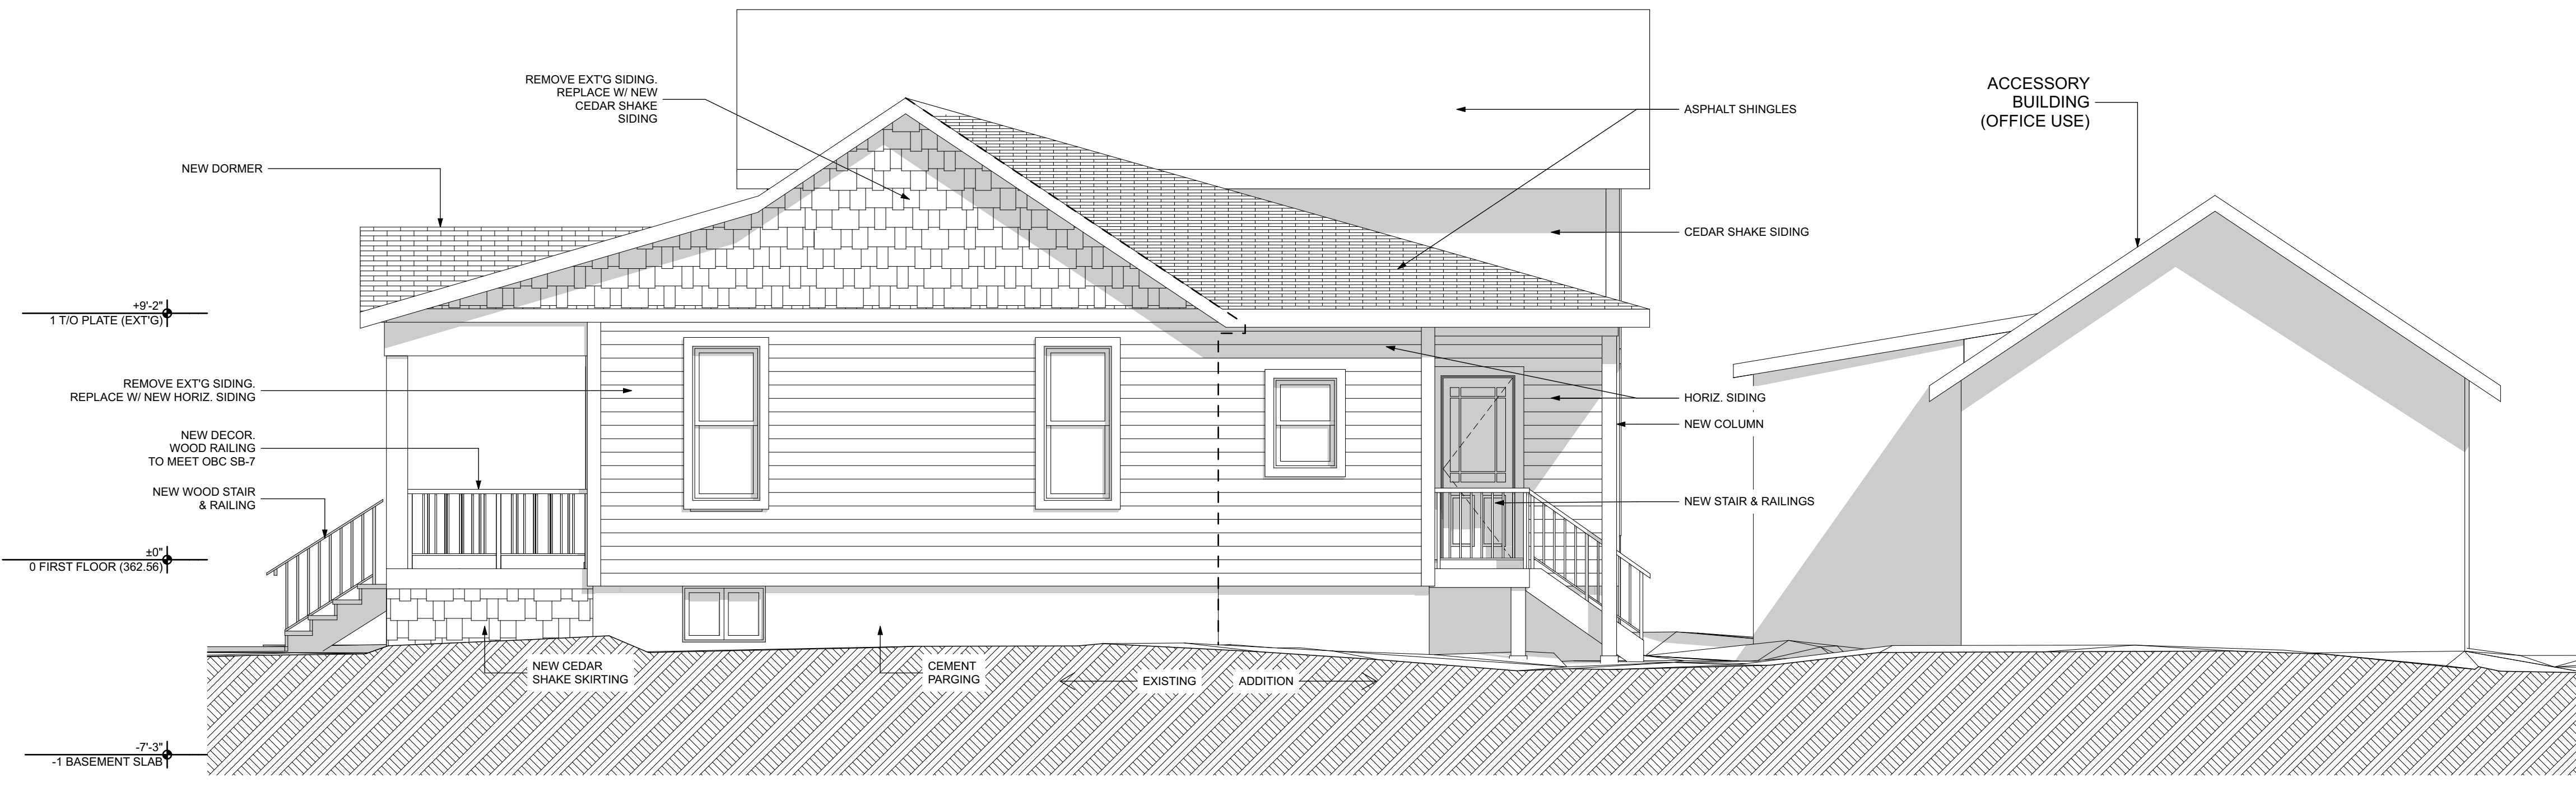 REMOVE EXT'G SIDING.
REPLACE W/ NEW
CEDAR SHAKE
SIDING
NEW DORMER
+9'-2"
1 T/O PLATE (EXT'G)
REMOVE EXT'G SIDING.
REPLACE W/ NEW HORIZ. SIDING
NEW DECOR.
WOOD RAILING
TO MEET OBC SB-7
NEW WOOD STAIR
& RAILING
±0"
0 FIRST FLOOR (362.56)
-7'-3"
-1 BASEMENT SLAB
NEW CEDAR
SHAKE SKIRTING
CEMENT
PARGING
EXISTING
ADDITION
ASPHALT SHINGLES
CEDAR SHAKE SIDING
HORIZ. SIDING
NEW COLUMN
NEW STAIR & RAILINGS
ACCESSORY
BUILDING
(OFFICE USE)